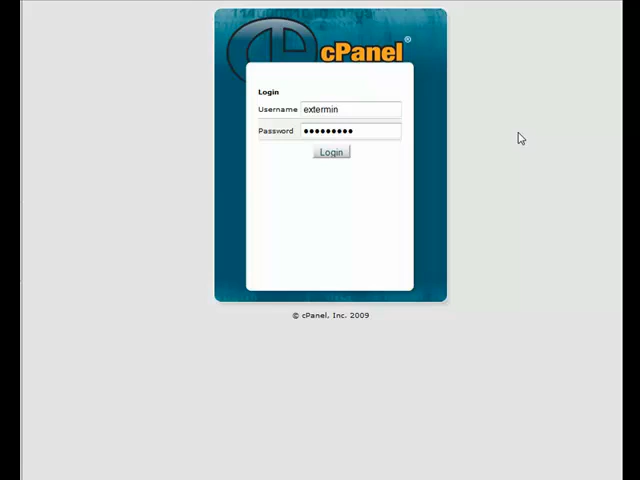 cPanel®
Login
Username extermin
Password ●●●●●●●●●
Login
© cPanel, Inc. 2009